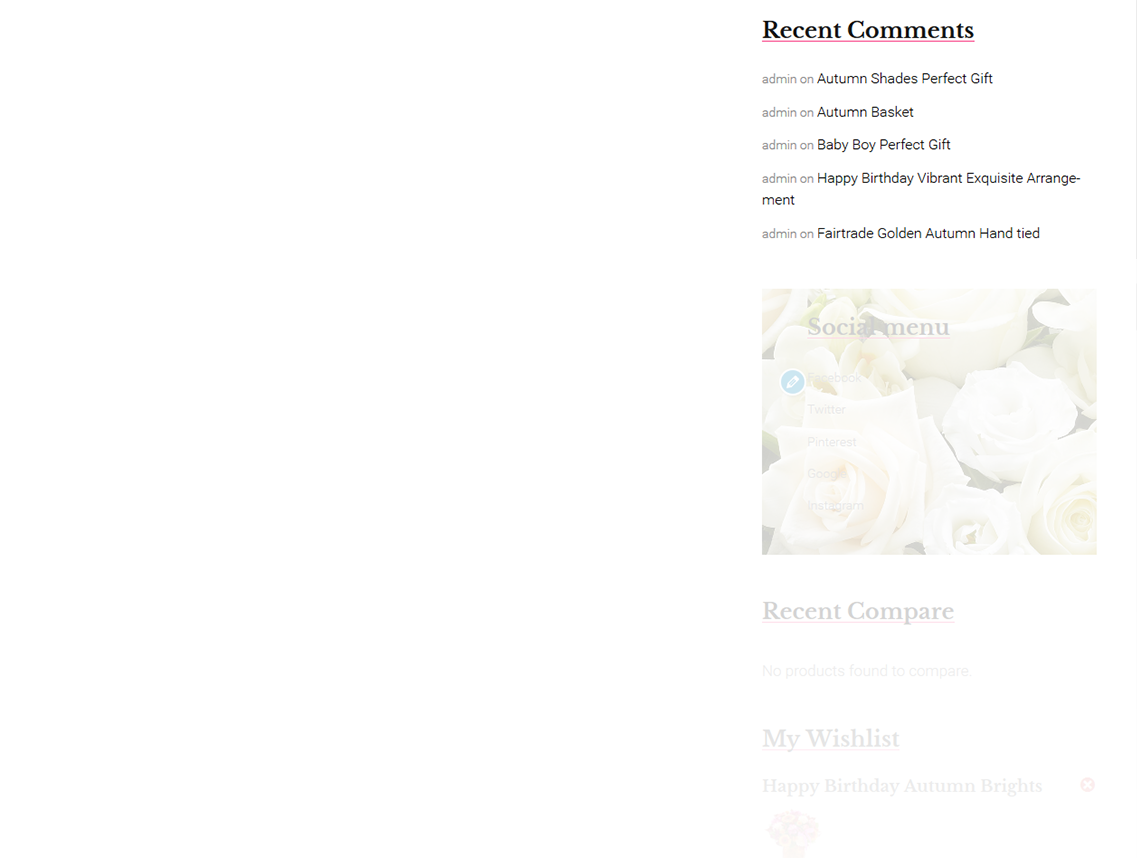 Recent Comments
admin on Autumn Shades Perfect Gift
admin on Autumn Basket
admin on Baby Boy Perfect Gift
admin on Happy Birthday Vibrant Exquisite Arrange-
ment
admin on Fairtrade Golden Autumn Hand tied
Social menu
Facebook
Twitter
Pinterest
Google
Instagram
Recent Compare
No products found to compare.
My Wishlist
Happy Birthday Autumn Brights